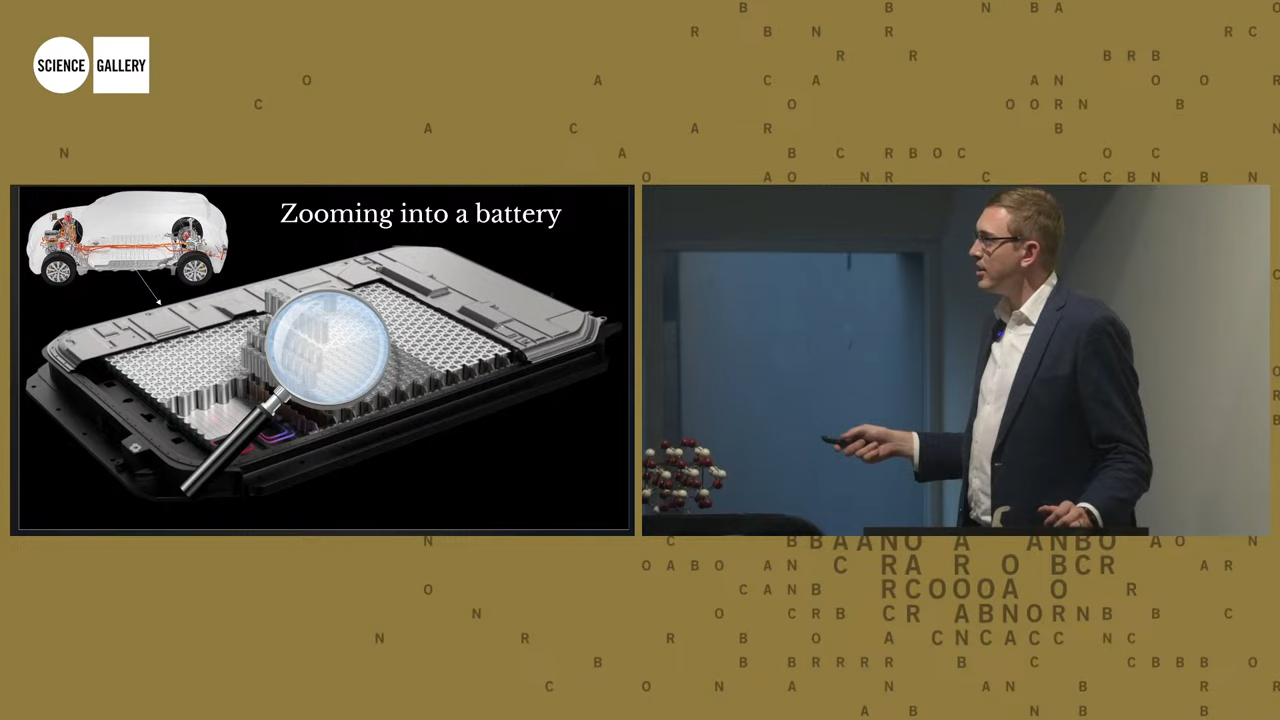 B B N B A
R B N R R C
SCIENCE GALLERY
R R B R B
O A C A A N O O R
C O O O R N B
A C A R B N
N A B C R B O C O C
O A O N R C C C B N B N
Zooming into a battery
C
O
R
B
N C B B A A N O A A N B O A O N
O A B O A N C R A R O B C R A R
O C A N B R C O O O A O R
N O C R B C R A B N O R N B B C
N R R B O A C N C A C C N C
B B B R R R R B C C B B B O
C O N A N A N B R R
A B N B B